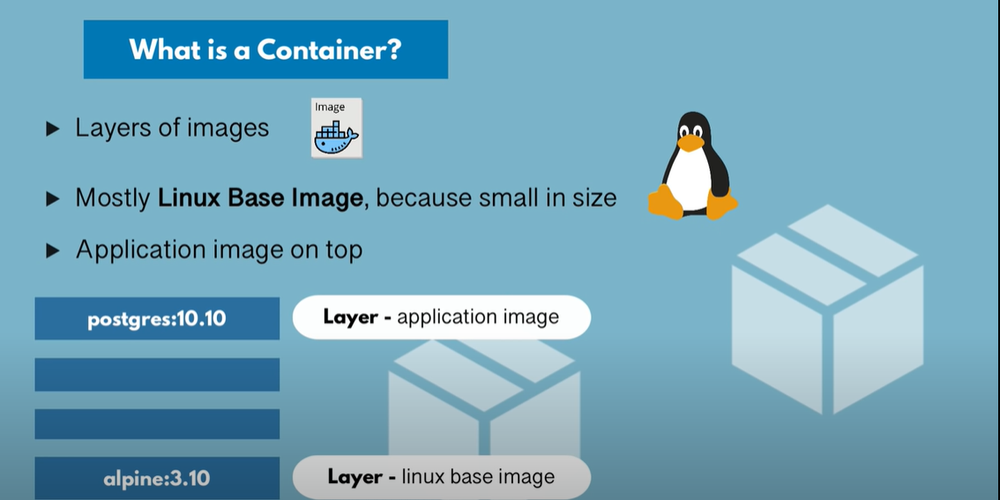 What is a Container?
Image
Layers of images
Mostly Linux Base Image, because small in size
Application image on top
postgres:10.10
Layer - application image
alpine:3.10
Layer - linux base image